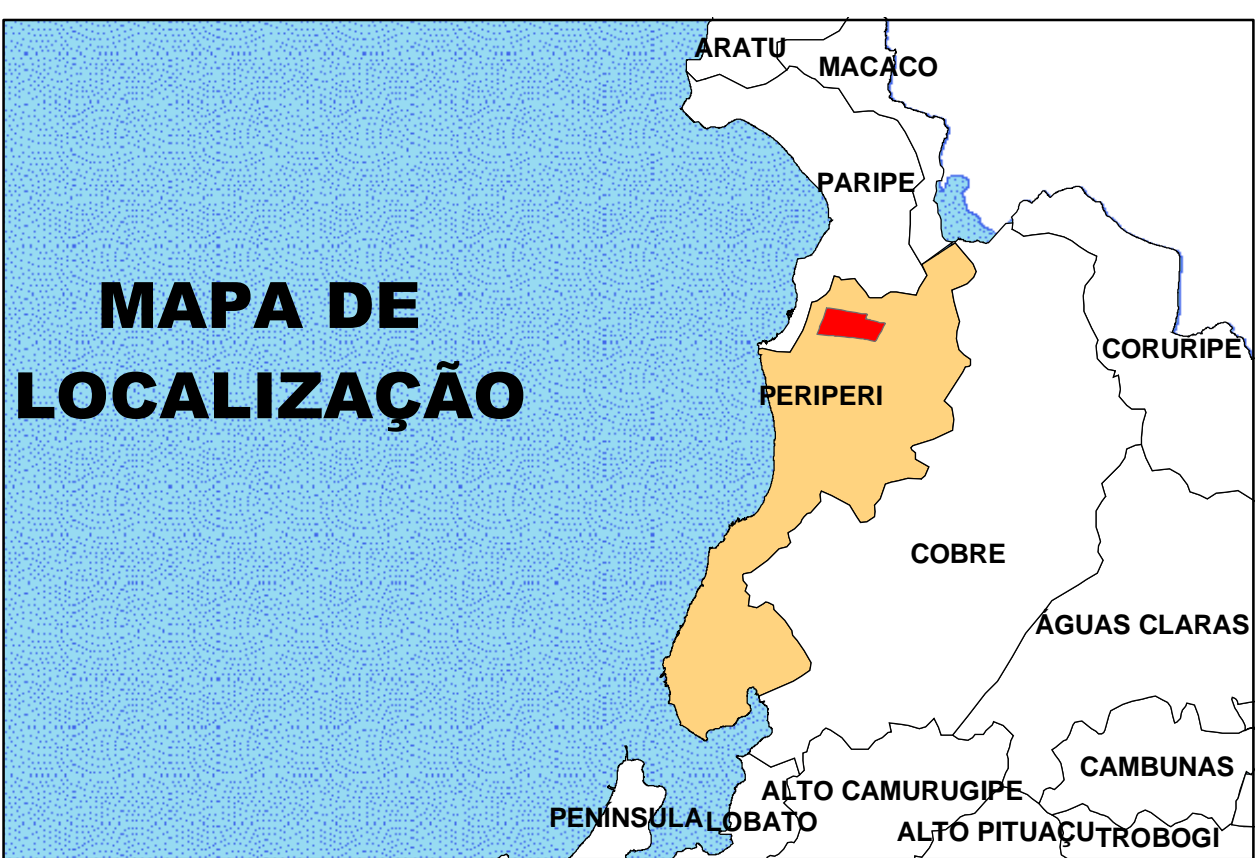 ARATU
MACACO
PARIPE
MAPA DE
LOCALIZAÇÃO
CORURIPE
PERIPERI
COBRE
ÁGUAS CLARAS
CAMBUNAS
ALTO CAMURUGIPE
PENINSULA
LOBATO
ALTO PITUAÇU
TROBOGI